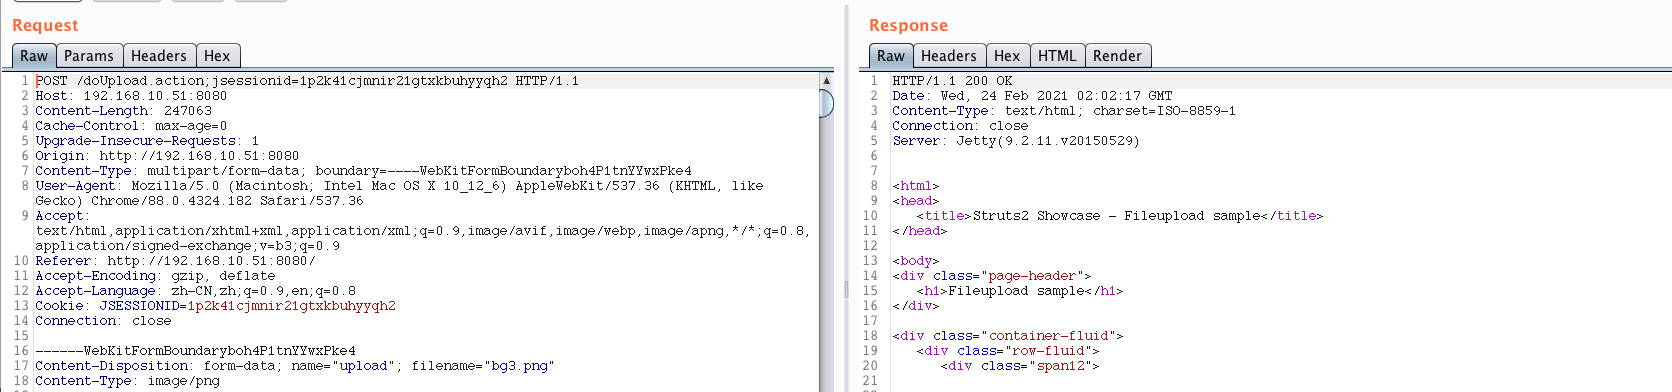 Request
Raw Params Headers Hex
1 POST /doUpload.action;jsessionid=1p2k41cjmnir21gtxkbuhyyqh2 HTTP/1.1
2 Host: 192.168.10.51:8080
3 Content-Length: 247063
4 Cache-Control: max-age=0
5 Upgrade-Insecure-Requests: 1
6 Origin: http://192.168.10.51:8080
7 Content-Type: multipart/form-data; boundary=----WebKitFormBoundaryboh4P1tnYYwxPke4
8 User-Agent: Mozilla/5.0 (Macintosh; Intel Mac OS X 10_12_6) AppleWebKit/537.36 (KHTML, like
Gecko) Chrome/88.0.4324.182 Safari/537.36
9 Accept:
text/html,application/xhtml+xml,application/xml;q=0.9,image/avif,image/webp,image/apng,*/*;q=0.8,
application/signed-exchange;v=b3;q=0.9
10 Referer: http://192.168.10.51:8080/
11 Accept-Encoding: gzip, deflate
12 Accept-Language: zh-CN,zh;q=0.9,en;q=0.8
13 Cookie: JSESSIONID=1p2k41cjmnir21gtxkbuhyyqh2
14 Connection: close
15
16 ------WebKitFormBoundaryboh4P1tnYYwxPke4
17 Content-Disposition: form-data; name="upload"; filename="bg3.png"
18 Content-Type: image/png
Response
Raw Headers Hex HTML Render
1 HTTP/1.1 200 OK
2 Date: Wed, 24 Feb 2021 02:02:17 GMT
3 Content-Type: text/html; charset=ISO-8859-1
4 Connection: close
5 Server: Jetty(9.2.11.v20150529)
6
7
8 <html>
9 <head>
10 <title>Struts2 Showcase - Fileupload sample</title>
11 </head>
12
13 <body>
14 <div class="page-header">
15 <h1>Fileupload sample</h1>
16 </div>
17
18 <div class="container-fluid">
19 <div class="row-fluid">
20 <div class="span12">
21